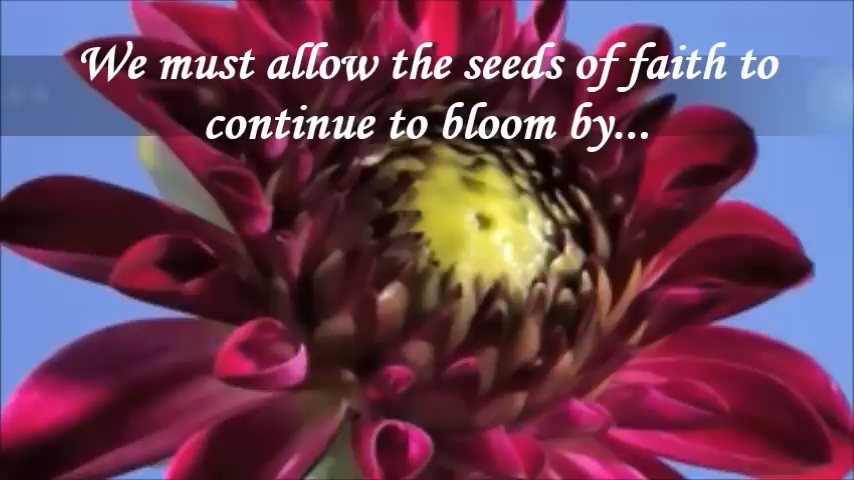 We must allow the seeds of faith to
continue to bloom by...